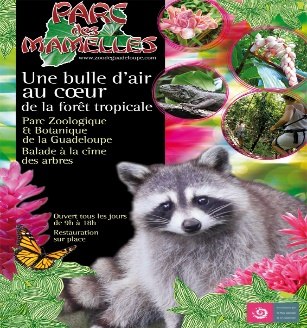 PARC
des
MAMELLES
www.zoodeguadeloupe.com
Une bulle d'air
au cœur
de la forêt tropicale
Parc Zoologique
& Botanique
de la Guadeloupe
Balade à la cime
des arbres
Ouvert tous les jours
de 9h à 18h
Restauration
sur place